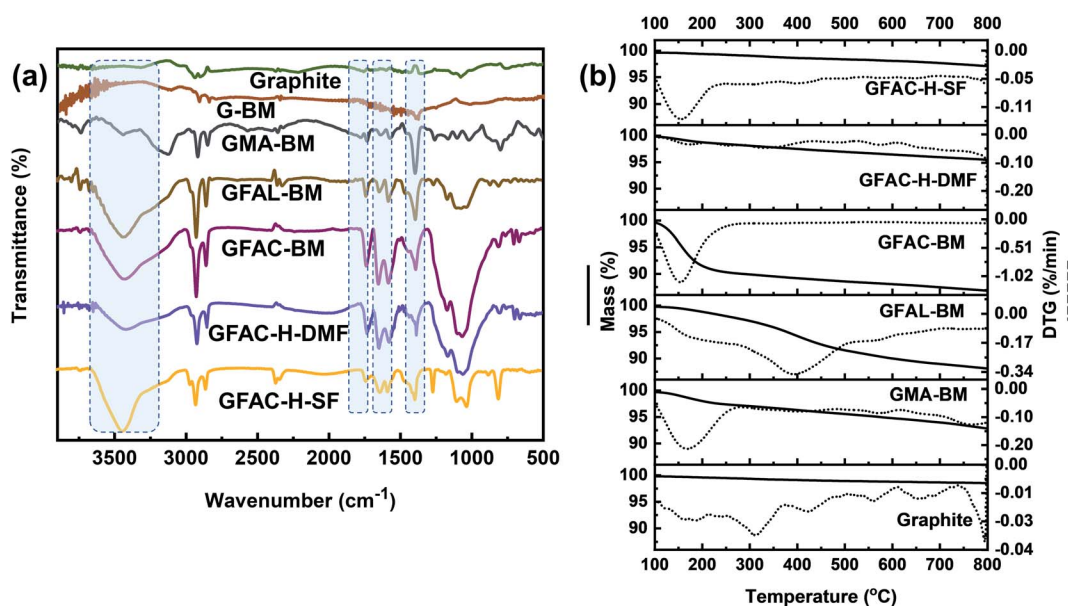 (a)
Transmittance (%)
Graphite
G-BM
GMA-BM
GFAL-BM
GFAC-BM
GFAC-H-DMF
GFAC-H-SF
3500 3000 2500 2000 1500 1000 500
Wavenumber (cm-1)
(b)
100 200 300 400 500 600 700 800
100 0.00
95 -0.05
GFAC-H-SF
90 -0.11
100 0.00
95 -0.10
GFAC-H-DMF
90 -0.20
100 0.00
95 GFAC-BM -0.51
90 -1.02
100 GFAL-BM 0.00
95 -0.17
90 -0.34
100 0.00
GMA-BM
95 -0.10
90 -0.20
0.00
100
-0.01
95
Graphite -0.03
90
-0.04
Mass (%)
DTG (%/min)
100 200 300 400 500 600 700 800
Temperature (oC)